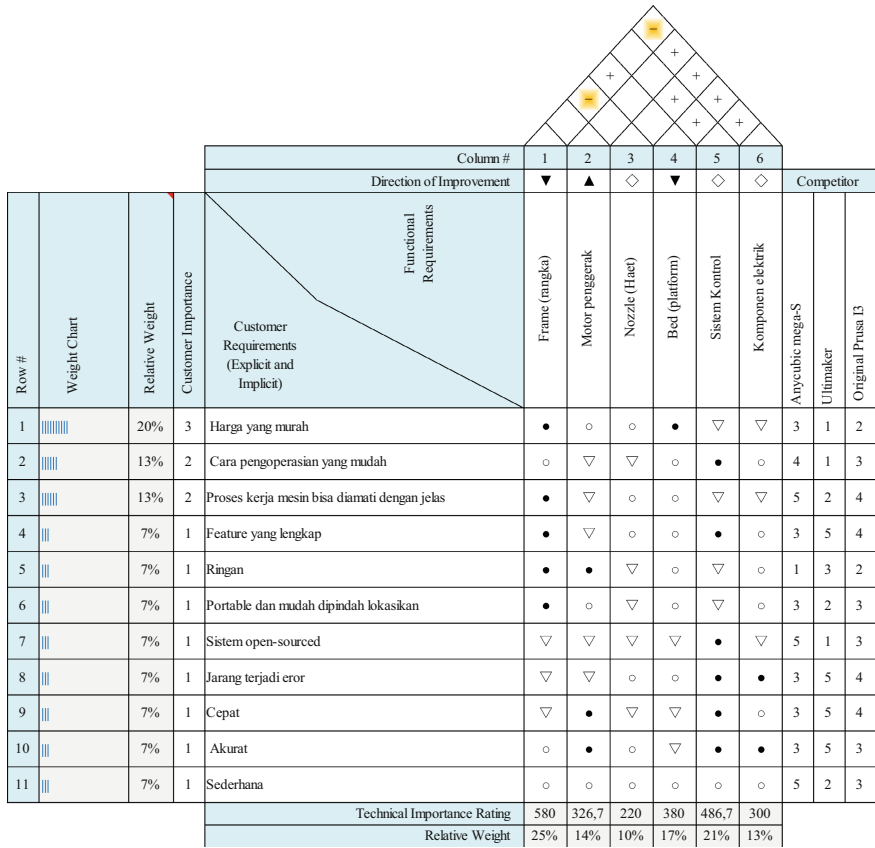 −
+
+ +
− + +
+ +
Column # 1 2 3 4 5 6
Direction of Improvement ▼ ▲ ◇ ▼ ◇ ◇ Competitor
Row #
Weight Chart
Relative Weight
Customer Importance
Customer
Requirements
(Explicit and
Implicit)
Functional
Requirements
Frame (rangka)
Motor penggerak
Nozzle (Haet)
Bed (platform)
Sistem Kontrol
Komponen elektrik
Anycubic mega-S
Ultimaker
Original Prusa I3
1 |||||||||| 20% 3 Harga yang murah ● ○ ○ ● ▽ ▽ 3 1 2
2 |||||| 13% 2 Cara pengoperasian yang mudah ○ ▽ ▽ ○ ● ○ 4 1 3
3 |||||| 13% 2 Proses kerja mesin bisa diamati dengan jelas ● ▽ ○ ○ ▽ ▽ 5 2 4
4 ||| 7% 1 Feature yang lengkap ● ▽ ○ ○ ● ○ 3 5 4
5 ||| 7% 1 Ringan ● ● ▽ ○ ▽ ○ 1 3 2
6 ||| 7% 1 Portable dan mudah dipindah lokasikan ● ○ ▽ ○ ▽ ○ 3 2 3
7 ||| 7% 1 Sistem open-sourced ▽ ▽ ▽ ▽ ● ▽ 5 1 3
8 ||| 7% 1 Jarang terjadi eror ▽ ▽ ○ ○ ● ● 3 5 4
9 ||| 7% 1 Cepat ▽ ● ▽ ▽ ● ○ 3 5 4
10 ||| 7% 1 Akurat ○ ● ○ ▽ ● ● 3 5 3
11 ||| 7% 1 Sederhana ○ ○ ○ ○ ○ ○ 5 2 3
Technical Importance Rating 580 326,7 220 380 486,7 300
Relative Weight 25% 14% 10% 17% 21% 13%